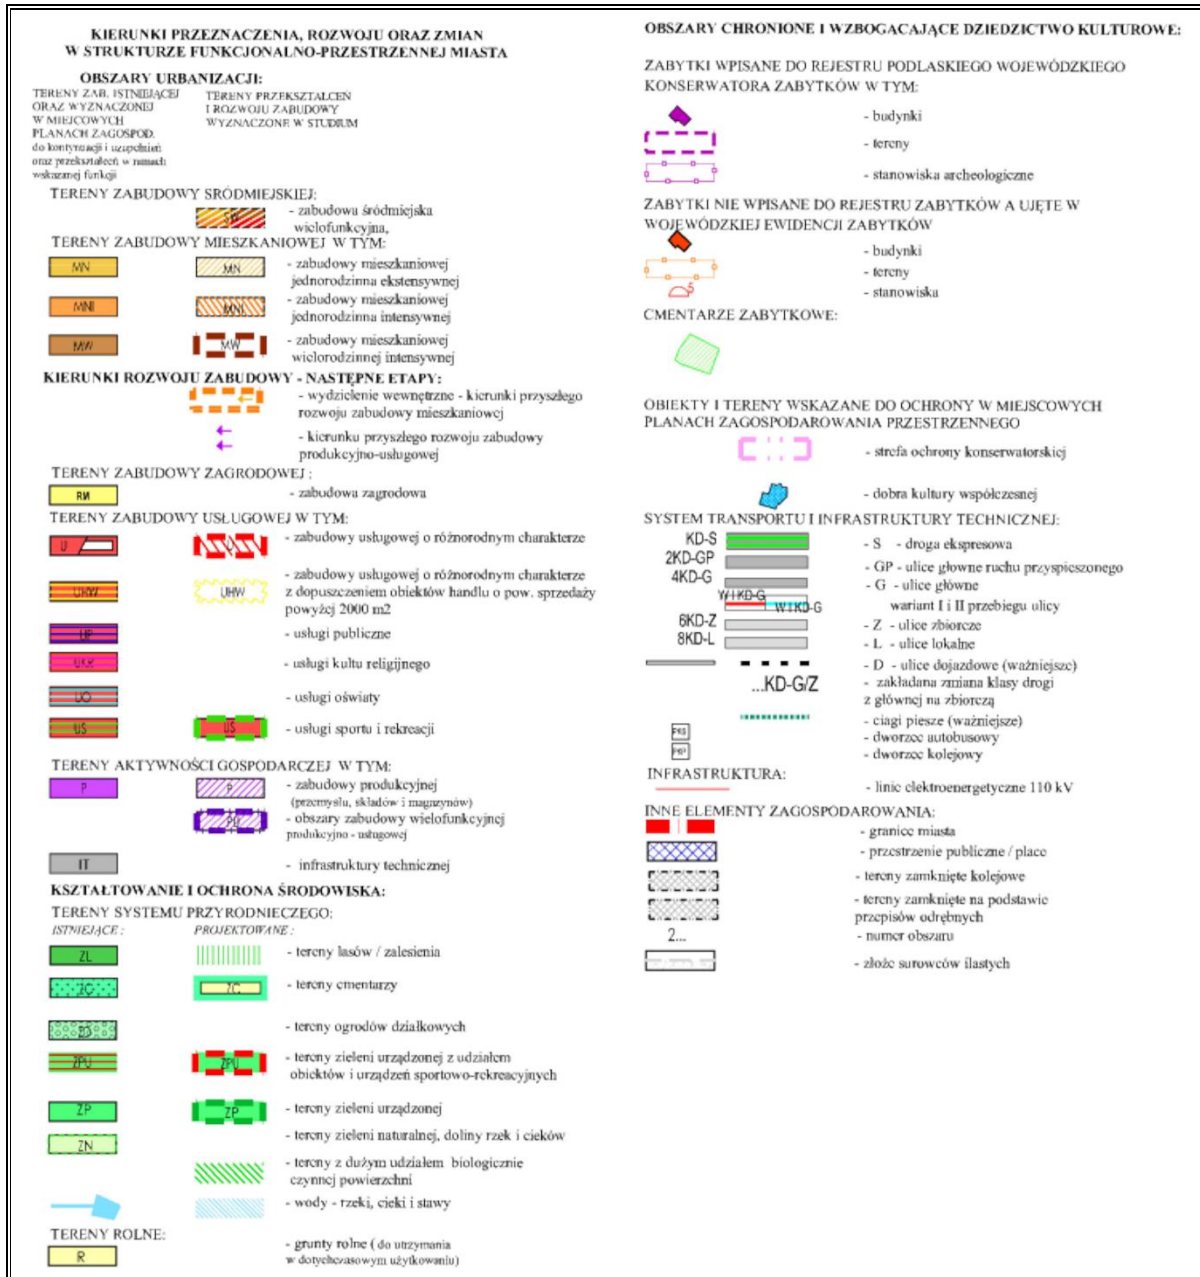 KIERUNKI PRZEZNACZENIA, ROZWOJU ORAZ ZMIAN
W STRUKTURZE FUNKCJONALNO-PRZESTRZENNEJ MIASTA
OBSZARY URBANIZACJI:
TERENY ZAB. ISTNIEJĄCEJ
ORAZ WYZNACZONEJ
W MIEJCOWYCH
PLANACH ZAGOSPOD.
do kontynuacji i uzupełnień
oraz przekształceń w ramach
wskazanej funkcji
TERENY PRZEKSZTAŁCEŃ
I ROZWOJU ZABUDOWY
WYZNACZONE W STUDIUM
TERENY ZABUDOWY ŚRÓDMIEJSKIEJ:
- zabudowa śródmiejska
wielofunkcyjna,
TERENY ZABUDOWY MIESZKANIOWEJ W TYM:
MN MN - zabudowy mieszkaniowej
jednorodzinna ekstensywnej
MNI MNI - zabudowy mieszkaniowej
jednorodzinna intensywnej
MW MW - zabudowy mieszkaniowej
wielorodzinnej intensywnej
KIERUNKI ROZWOJU ZABUDOWY - NASTĘPNE ETAPY:
- wydzielenie wewnętrzne - kierunki przyszłego
rozwoju zabudowy mieszkaniowej
- kierunku przyszłego rozwoju zabudowy
produkcyjno-usługowej
TERENY ZABUDOWY ZAGRODOWEJ :
RM - zabudowa zagrodowa
TERENY ZABUDOWY USŁUGOWEJ W TYM:
U U - zabudowy usługowej o różnorodnym charakterze
UHW UHW - zabudowy usługowej o różnorodnym charakterze
z dopuszczeniem obiektów handlu o pow. sprzedaży
powyżej 2000 m2
UP - usługi publiczne
UKR - usługi kultu religijnego
UO - usługi oświaty
US US - usługi sportu i rekreacji
TERENY AKTYWNOŚCI GOSPODARCZEJ W TYM:
P P - zabudowy produkcyjnej
(przemysłu, składów i magazynów)
PU - obszary zabudowy wielofunkcyjnej
produkcyjno - usługowej
IT - infrastruktury technicznej
KSZTAŁTOWANIE I OCHRONA ŚRODOWISKA:
TERENY SYSTEMU PRZYRODNICZEGO:
ISTNIEJĄCE : PROJEKTOWANE :
ZL - tereny lasów / zalesienia
ZC ZC - tereny cmentarzy
ZD - tereny ogrodów działkowych
ZPU ZPU - tereny zieleni urządzonej z udziałem
obiektów i urządzeń sportowo-rekreacyjnych
ZP ZP - tereny zieleni urządzonej
ZN - tereny zieleni naturalnej, doliny rzek i cieków
- tereny z dużym udziałem biologicznie
czynnej powierzchni
- wody - rzeki, cieki i stawy
TERENY ROLNE:
R - grunty rolne ( do utrzymania
w dotychczasowym użytkowaniu)
OBSZARY CHRONIONE I WZBOGACAJĄCE DZIEDZICTWO KULTUROWE:
ZABYTKI WPISANE DO REJESTRU PODLASKIEGO WOJEWÓDZKIEGO
KONSERWATORA ZABYTKÓW W TYM:
- budynki
- tereny
- stanowiska archeologiczne
ZABYTKI NIE WPISANE DO REJESTRU ZABYTKÓW A UJĘTE W
WOJEWÓDZKIEJ EWIDENCJI ZABYTKÓW
- budynki
- tereny
5 - stanowiska
CMENTARZE ZABYTKOWE:
OBIEKTY I TERENY WSKAZANE DO OCHRONY W MIEJSCOWYCH
PLANACH ZAGOSPODAROWANIA PRZESTRZENNEGO
- strefa ochrony konserwatorskiej
- dobra kultury współczesnej
SYSTEM TRANSPORTU I INFRASTRUKTURY TECHNICZNEJ:
KD-S - S - droga ekspresowa
2KD-GP - GP - ulice głowne ruchu przyspieszonego
4KD-G - G - ulice główne
W I KD-G W I KD-G wariant I i II przebiegu ulicy
6KD-Z - Z - ulice zbiorcze
8KD-L - L - ulice lokalne
- D - ulice dojazdowe (ważniejsze)
...KD-G/Z - zakładana zmiana klasy drogi
z głównej na zbiorczą
- ciagi piesze (ważniejsze)
PKS - dworzec autobusowy
PKP - dworzec kolejowy
INFRASTRUKTURA:
- linie elektroenergetyczne 110 kV
INNE ELEMENTY ZAGOSPODAROWANIA:
- granice miasta
- przestrzenie publiczne / place
- tereny zamknięte kolejowe
- tereny zamknięte na podstawie
przepisów odrębnych
2... - numer obszaru
- złoże surowców ilastych